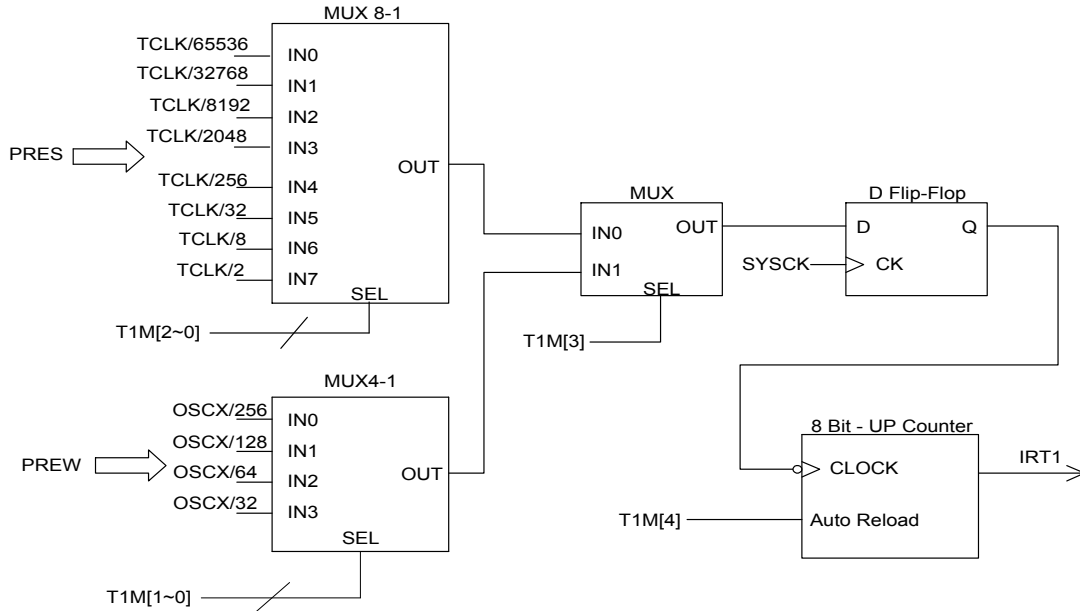 MUX 8-1
PRES
TCLK/65536
TCLK/32768
TCLK/8192
TCLK/2048
TCLK/256
TCLK/32
TCLK/8
TCLK/2
IN0
IN1
IN2
IN3
IN4
IN5
IN6
IN7
OUT
SEL
T1M[2~0]
MUX4-1
PREW
OSCX/256
OSCX/128
OSCX/64
OSCX/32
IN0
IN1
IN2
IN3
OUT
SEL
T1M[1~0]
MUX
IN0
IN1
OUT
SEL
T1M[3]
D Flip-Flop
D
Q
SYSCK
CK
8 Bit - UP Counter
CLOCK
IRT1
T1M[4]
Auto Reload